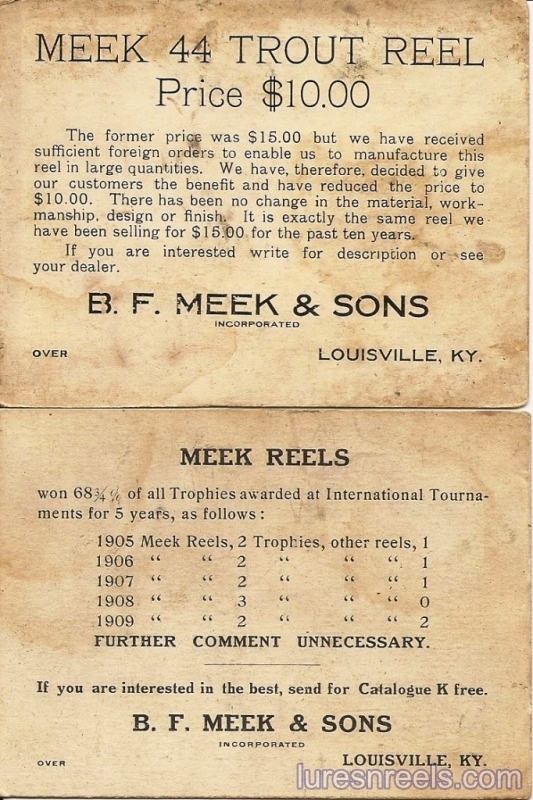 MEEK 44 TROUT REEL
Price $10.00
The former price was $15.00 but we have received
sufficient foreign orders to enable us to manufacture this
reel in large quantities. We have, therefore, decided to give
our customers the benefit and have reduced the price to
$10.00. There has been no change in the material, work-
manship, design or finish. It is exactly the same reel we
have been selling for $15.00 for the past ten years.
If you are interested write for description or see
your dealer.
B. F. MEEK & SONS
INCORPORATED
OVER LOUISVILLE, KY.
MEEK REELS
won 68¾% of all Trophies awarded at International Tourna-
ments for 5 years, as follows:
1905 Meek Reels, 2 Trophies, other reels, 1
1906 “ “ 2 “ “ “ 1
1907 “ “ 2 “ “ “ 1
1908 “ “ 3 “ “ “ 0
1909 “ “ 2 “ “ “ 2
FURTHER COMMENT UNNECESSARY.
If you are interested in the best, send for Catalogue K free.
B. F. MEEK & SONS
INCORPORATED
OVER LOUISVILLE, KY.
luresnreels.com